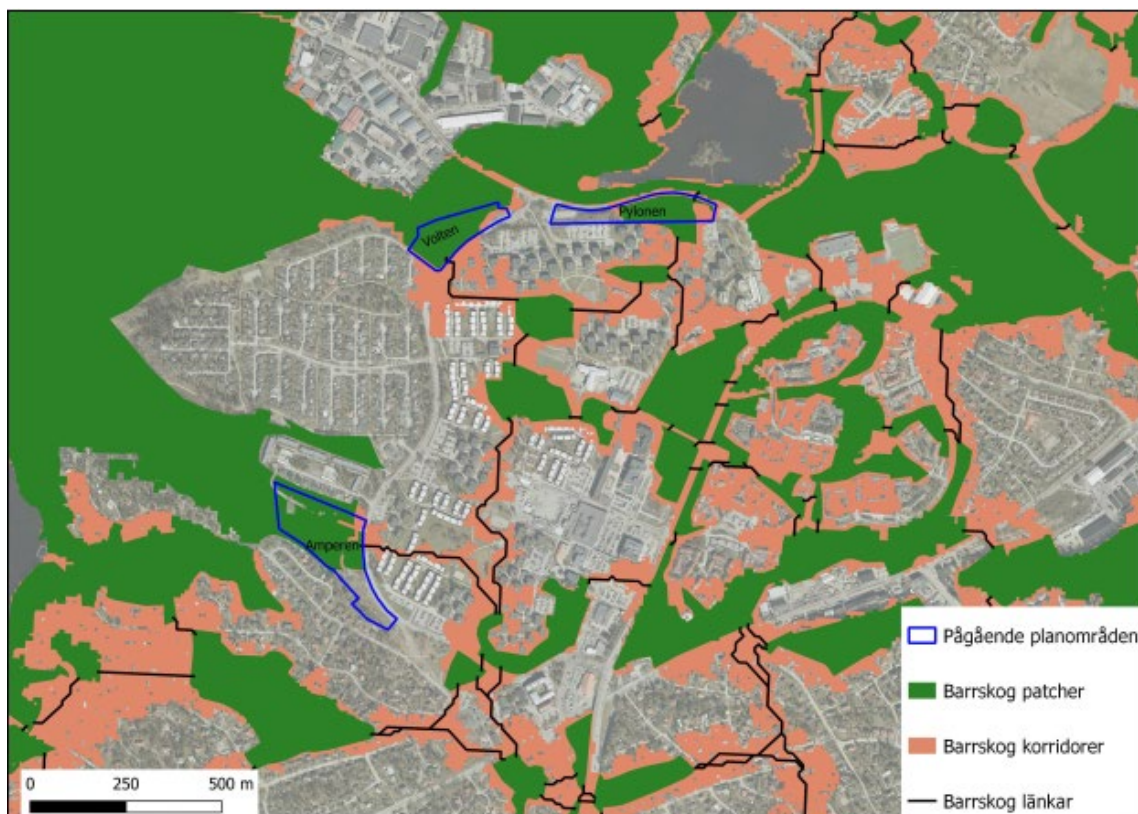 Pylonen
Volten
Amperen
Pågående planområden
Barrskog patcher
Barrskog korridorer
Barrskog länkar
0 250 500 m